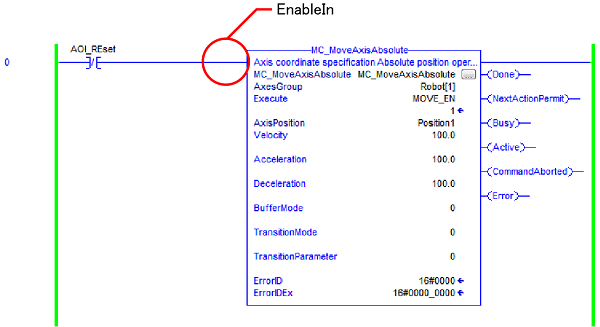 EnableIn
AOI_REset
0
MC_MoveAxisAbsolute
Axis coordinate specification Absolute position oper...
MC_MoveAxisAbsolute MC_MoveAxisAbsolute ...
(Done)
AxesGroup Robot[1]
Execute MOVE_EN
(NextActionPermit)
1
AxisPosition Position1
(Busy)
Velocity 100.0
(Active)
Acceleration 100.0
(CommandAborted)
Deceleration 100.0
(Error)
BufferMode 0
TransitionMode 0
TransitionParameter 0
ErrorID 16#0000
ErrorIDEx 16#0000_0000